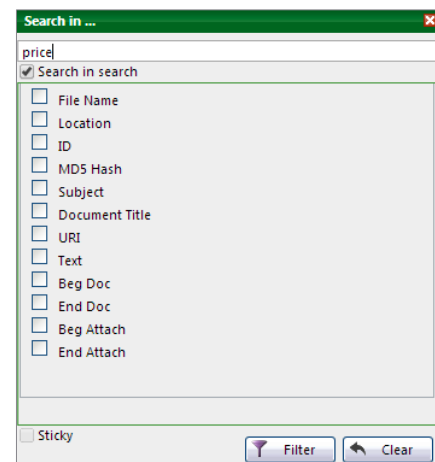 Search in ...
price
Search in search
File Name
Location
ID
MD5 Hash
Subject
Document Title
URI
Text
Beg Doc
End Doc
Beg Attach
End Attach
Sticky
Filter Clear